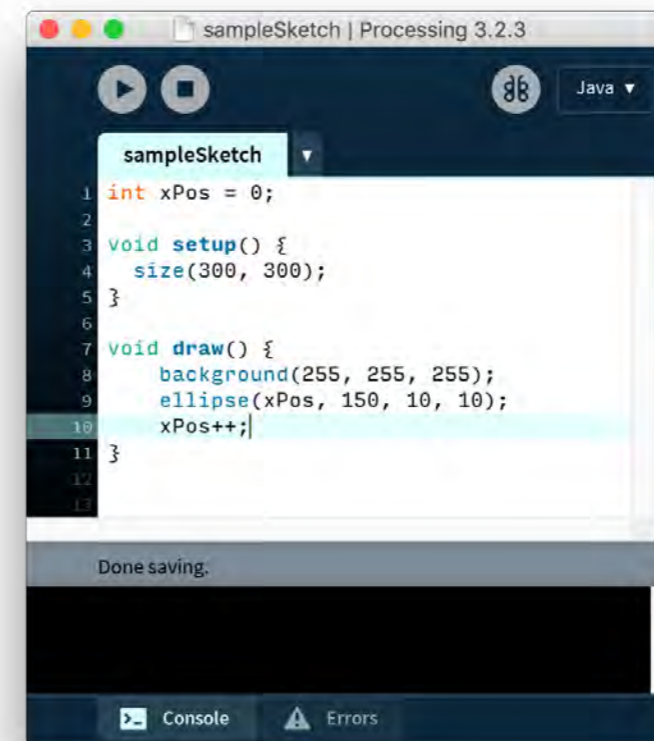 sampleSketch | Processing 3.2.3
Java ▼
sampleSketch ▼
1 int xPos = 0;
2
3 void setup() {
4   size(300, 300);
5 }
6
7 void draw() {
8     background(255, 255, 255);
9     ellipse(xPos, 150, 10, 10);
10     xPos++;
11 }
12
13
Done saving.
>_ Console Errors